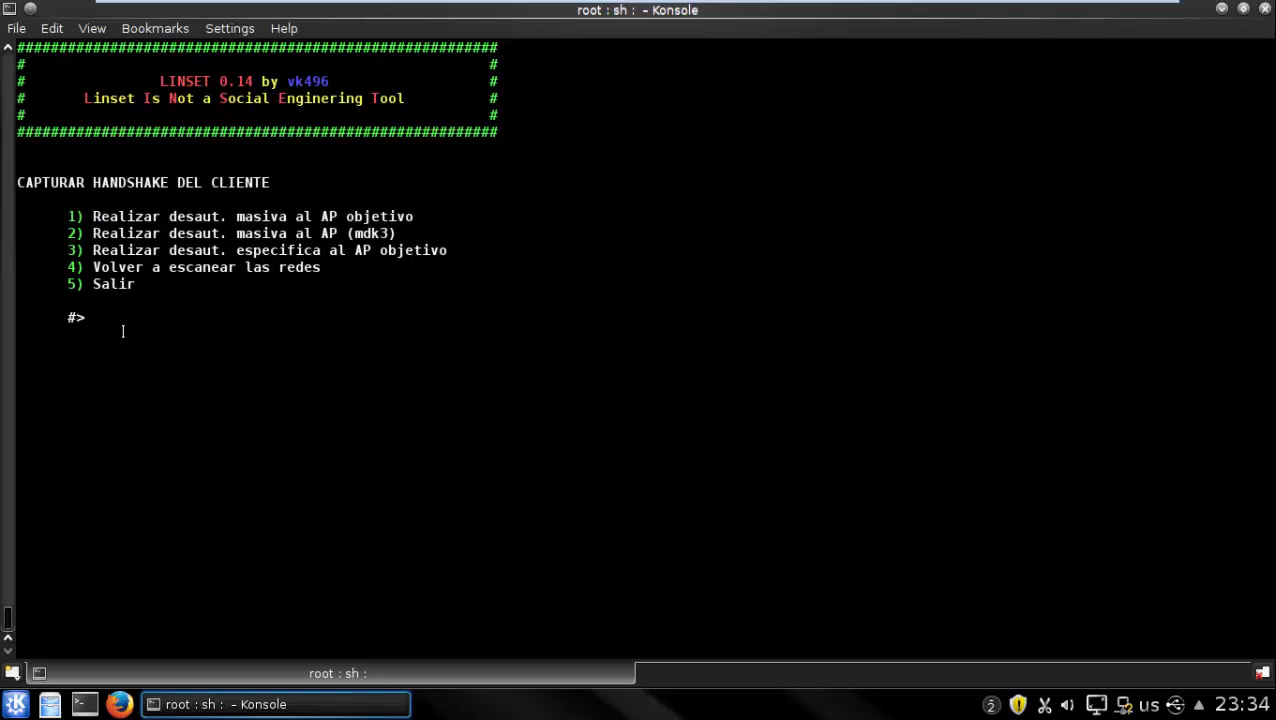 root : sh : – Konsole
File Edit View Bookmarks Settings Help
#########################################################
# #
# LINSET 0.14 by vk496 #
# Linset Is Not a Social Enginering Tool #
# #
#########################################################
CAPTURAR HANDSHAKE DEL CLIENTE
1) Realizar desaut. masiva al AP objetivo
2) Realizar desaut. masiva al AP (mdk3)
3) Realizar desaut. especifica al AP objetivo
4) Volver a escanear las redes
5) Salir
#>
root : sh :
root : sh : – Konsole 2 us 23:34